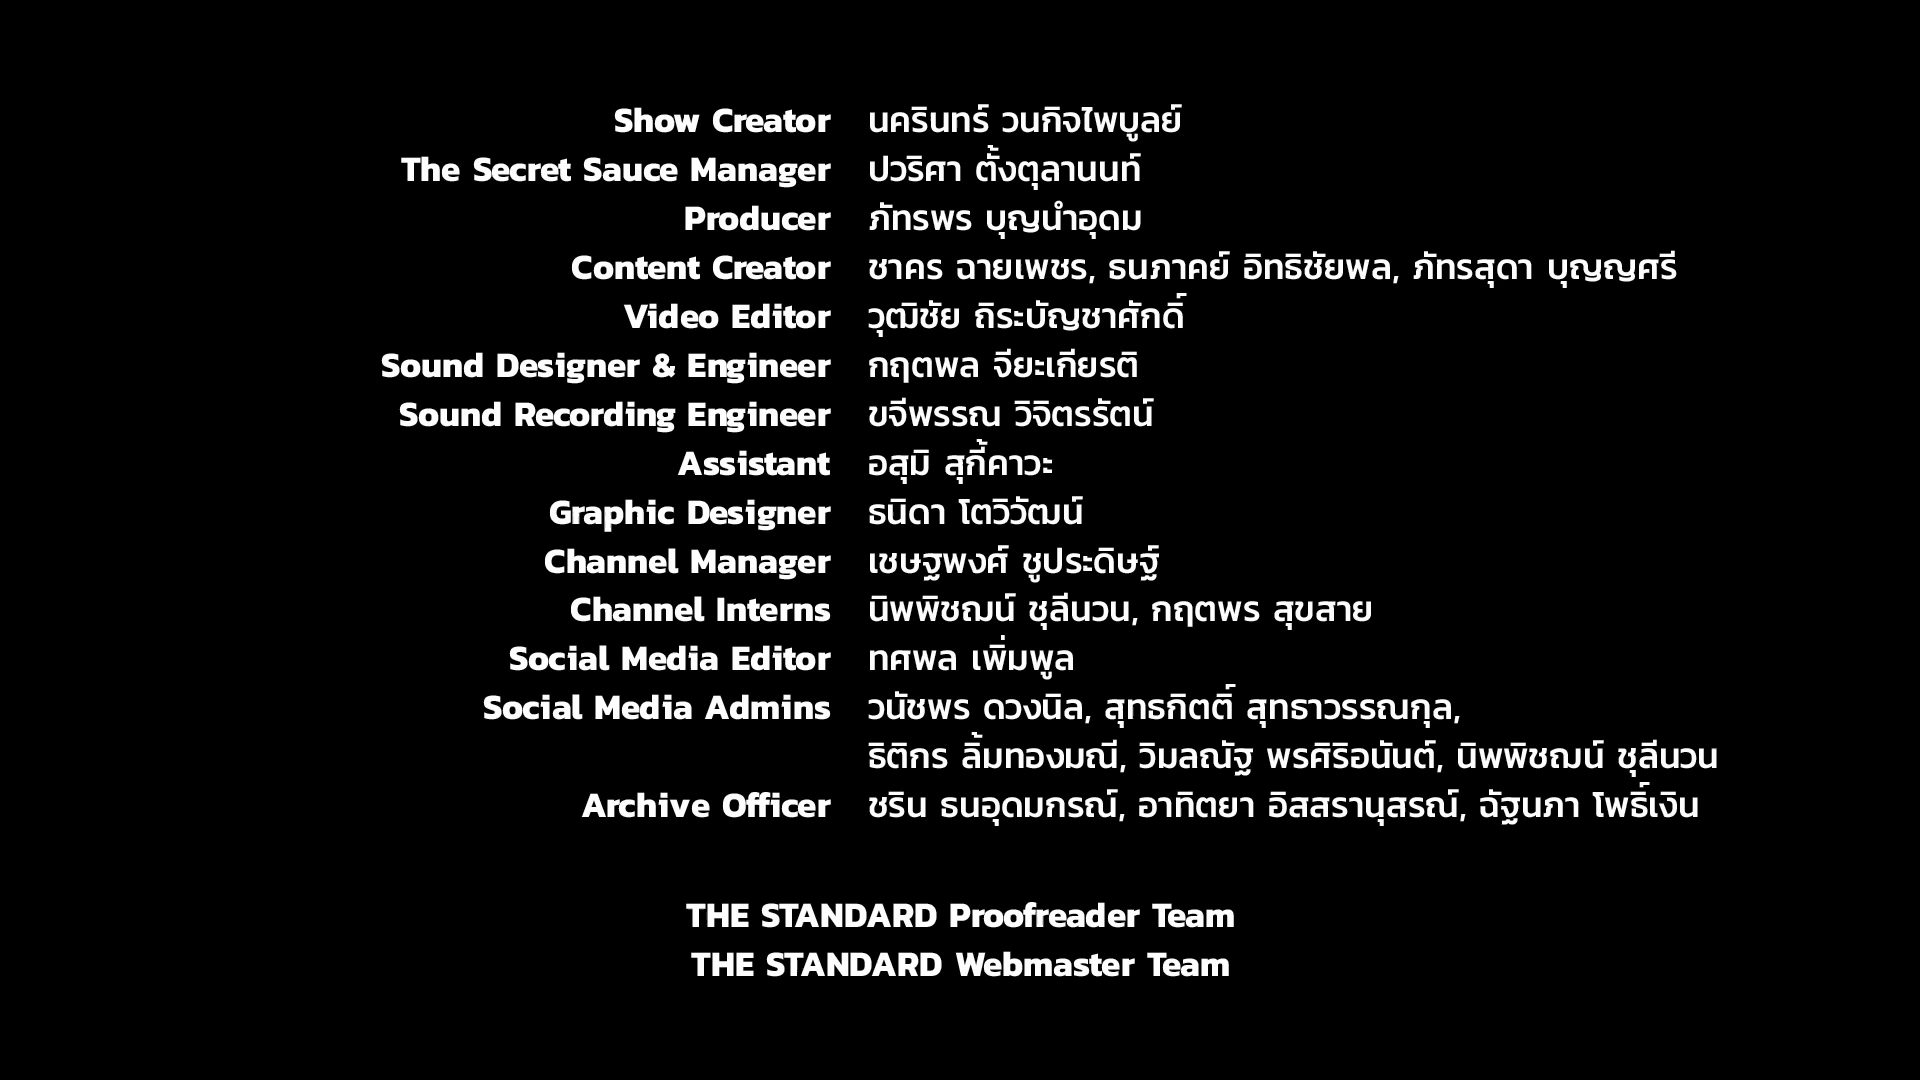 Show Creator นครินทร์ วนกิจไพบูลย์
The Secret Sauce Manager ปวริศา ตั้งตุลานนท์
Producer ภัทรพร บุญนำอุดม
Content Creator ชาคร ฉายเพชร, ธนภาคย์ อิทธิชัยพล, ภัทรสุดา บุญญศรี
Video Editor วุฒิชัย ถิระบัญชาศักดิ์
Sound Designer & Engineer กฤตพล จียะเกียรติ
Sound Recording Engineer ขจีพรรณ วิจิตรรัตน์
Assistant อสุมิ สุกี้คาวะ
Graphic Designer ธนิดา โตวิวัฒน์
Channel Manager เชษฐพงศ์ ชูประดิษฐ์
Channel Interns นิพพิชฌน์ ชุลีนวน, กฤตพร สุขสาย
Social Media Editor ทศพล เพิ่มพูล
Social Media Admins วนัชพร ดวงนิล, สุทธกิตติ์ สุทธาวรรณกุล,
ธิติกร ลิ้มทองมณี, วิมลณัฐ พรศิริอนันต์, นิพพิชฌน์ ชุลีนวน
Archive Officer ชริน ธนอุดมกรณ์, อาทิตยา อิสสรานุสรณ์, ฉัฐนภา โพธิ์เงิน
THE STANDARD Proofreader Team
THE STANDARD Webmaster Team